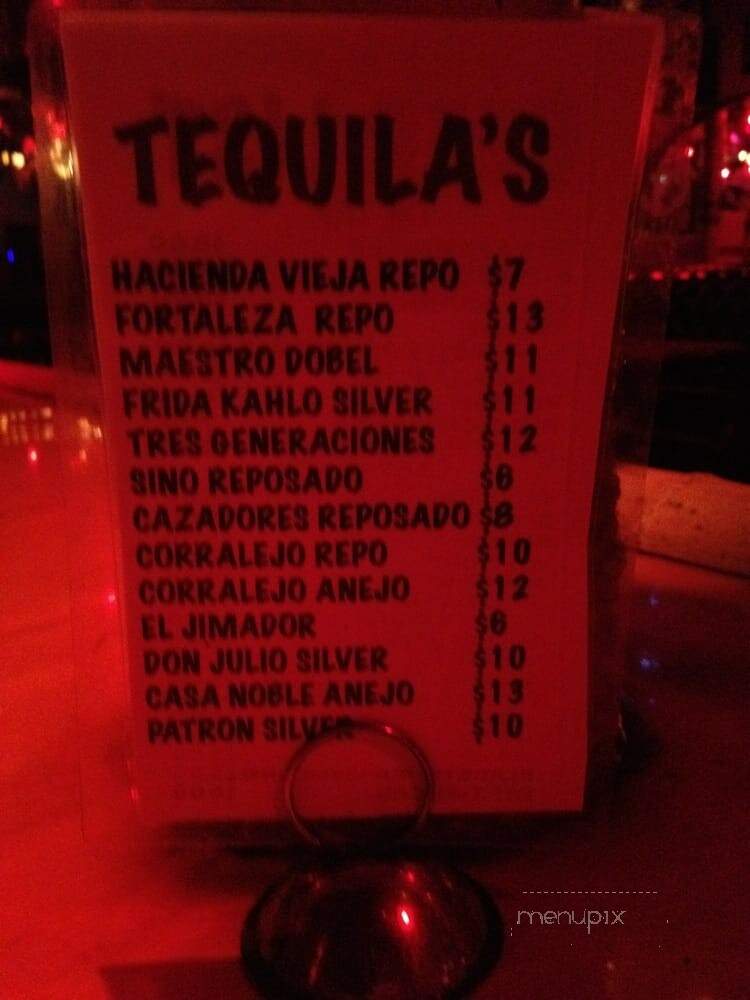 TEQUILA'S
HACIENDA VIEJA REPO $7
FORTALEZA REPO $13
MAESTRO DOBEL $11
FRIDA KAHLO SILVER $11
TRES GENERACIONES $12
SINO REPOSADO $6
CAZADORES REPOSADO $8
CORRALEJO REPO $10
CORRALEJO ANEJO $12
EL JIMADOR $6
DON JULIO SILVER $10
CASA NOBLE ANEJO $13
PATRON SILVER $10
menupix